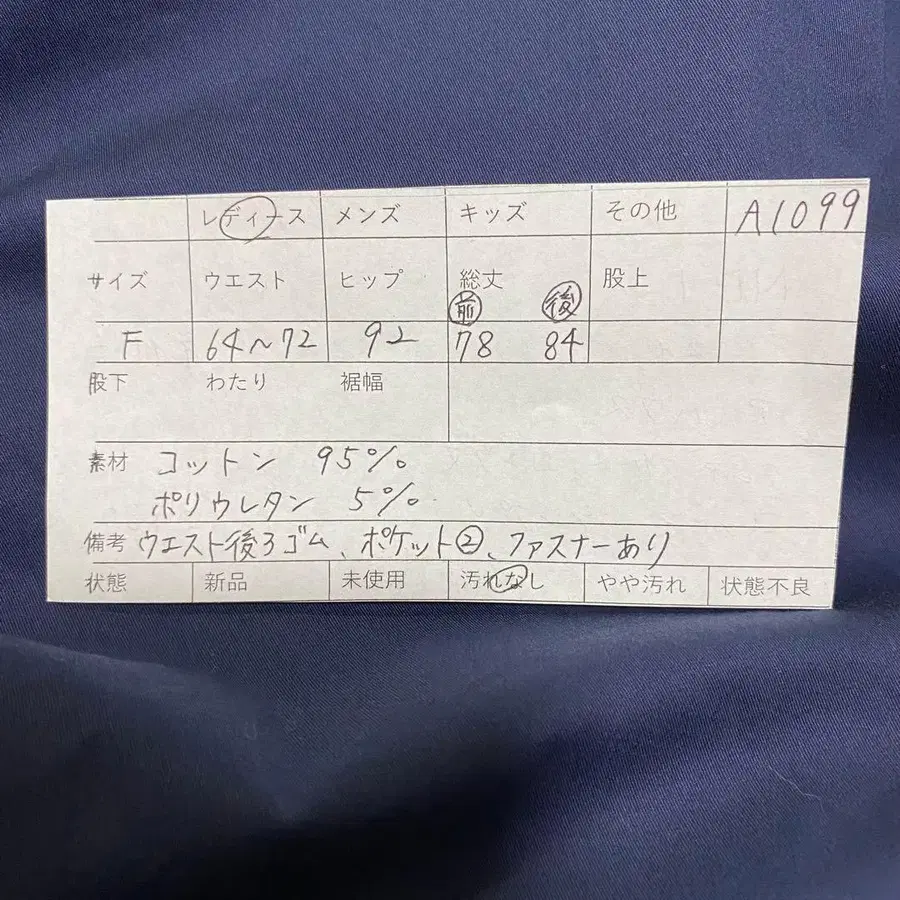 レディース メンズ キッズ その他 A1099
サイズ ウエスト ヒップ 総丈 股上
前 後
F 64〜72 92 78 84
股下 わたり 裾幅
素材 コットン 95%
ポリウレタン 5%
備考 ウエスト後ろゴム、ポケット②、ファスナーあり
状態 新品 未使用 汚れなし やや汚れ 状態不良